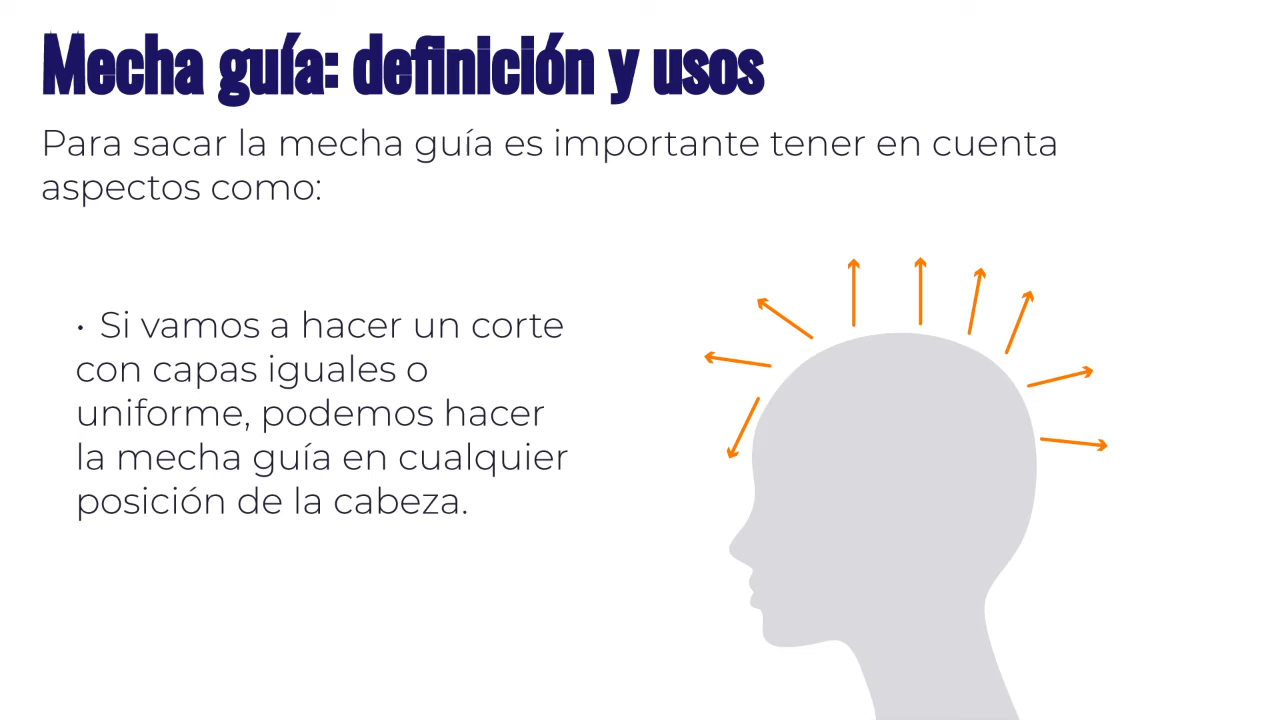 Mecha guía: definición y usos
Para sacar la mecha guía es importante tener en cuenta
aspectos como:
• Si vamos a hacer un corte
con capas iguales o
uniforme, podemos hacer
la mecha guía en cualquier
posición de la cabeza.